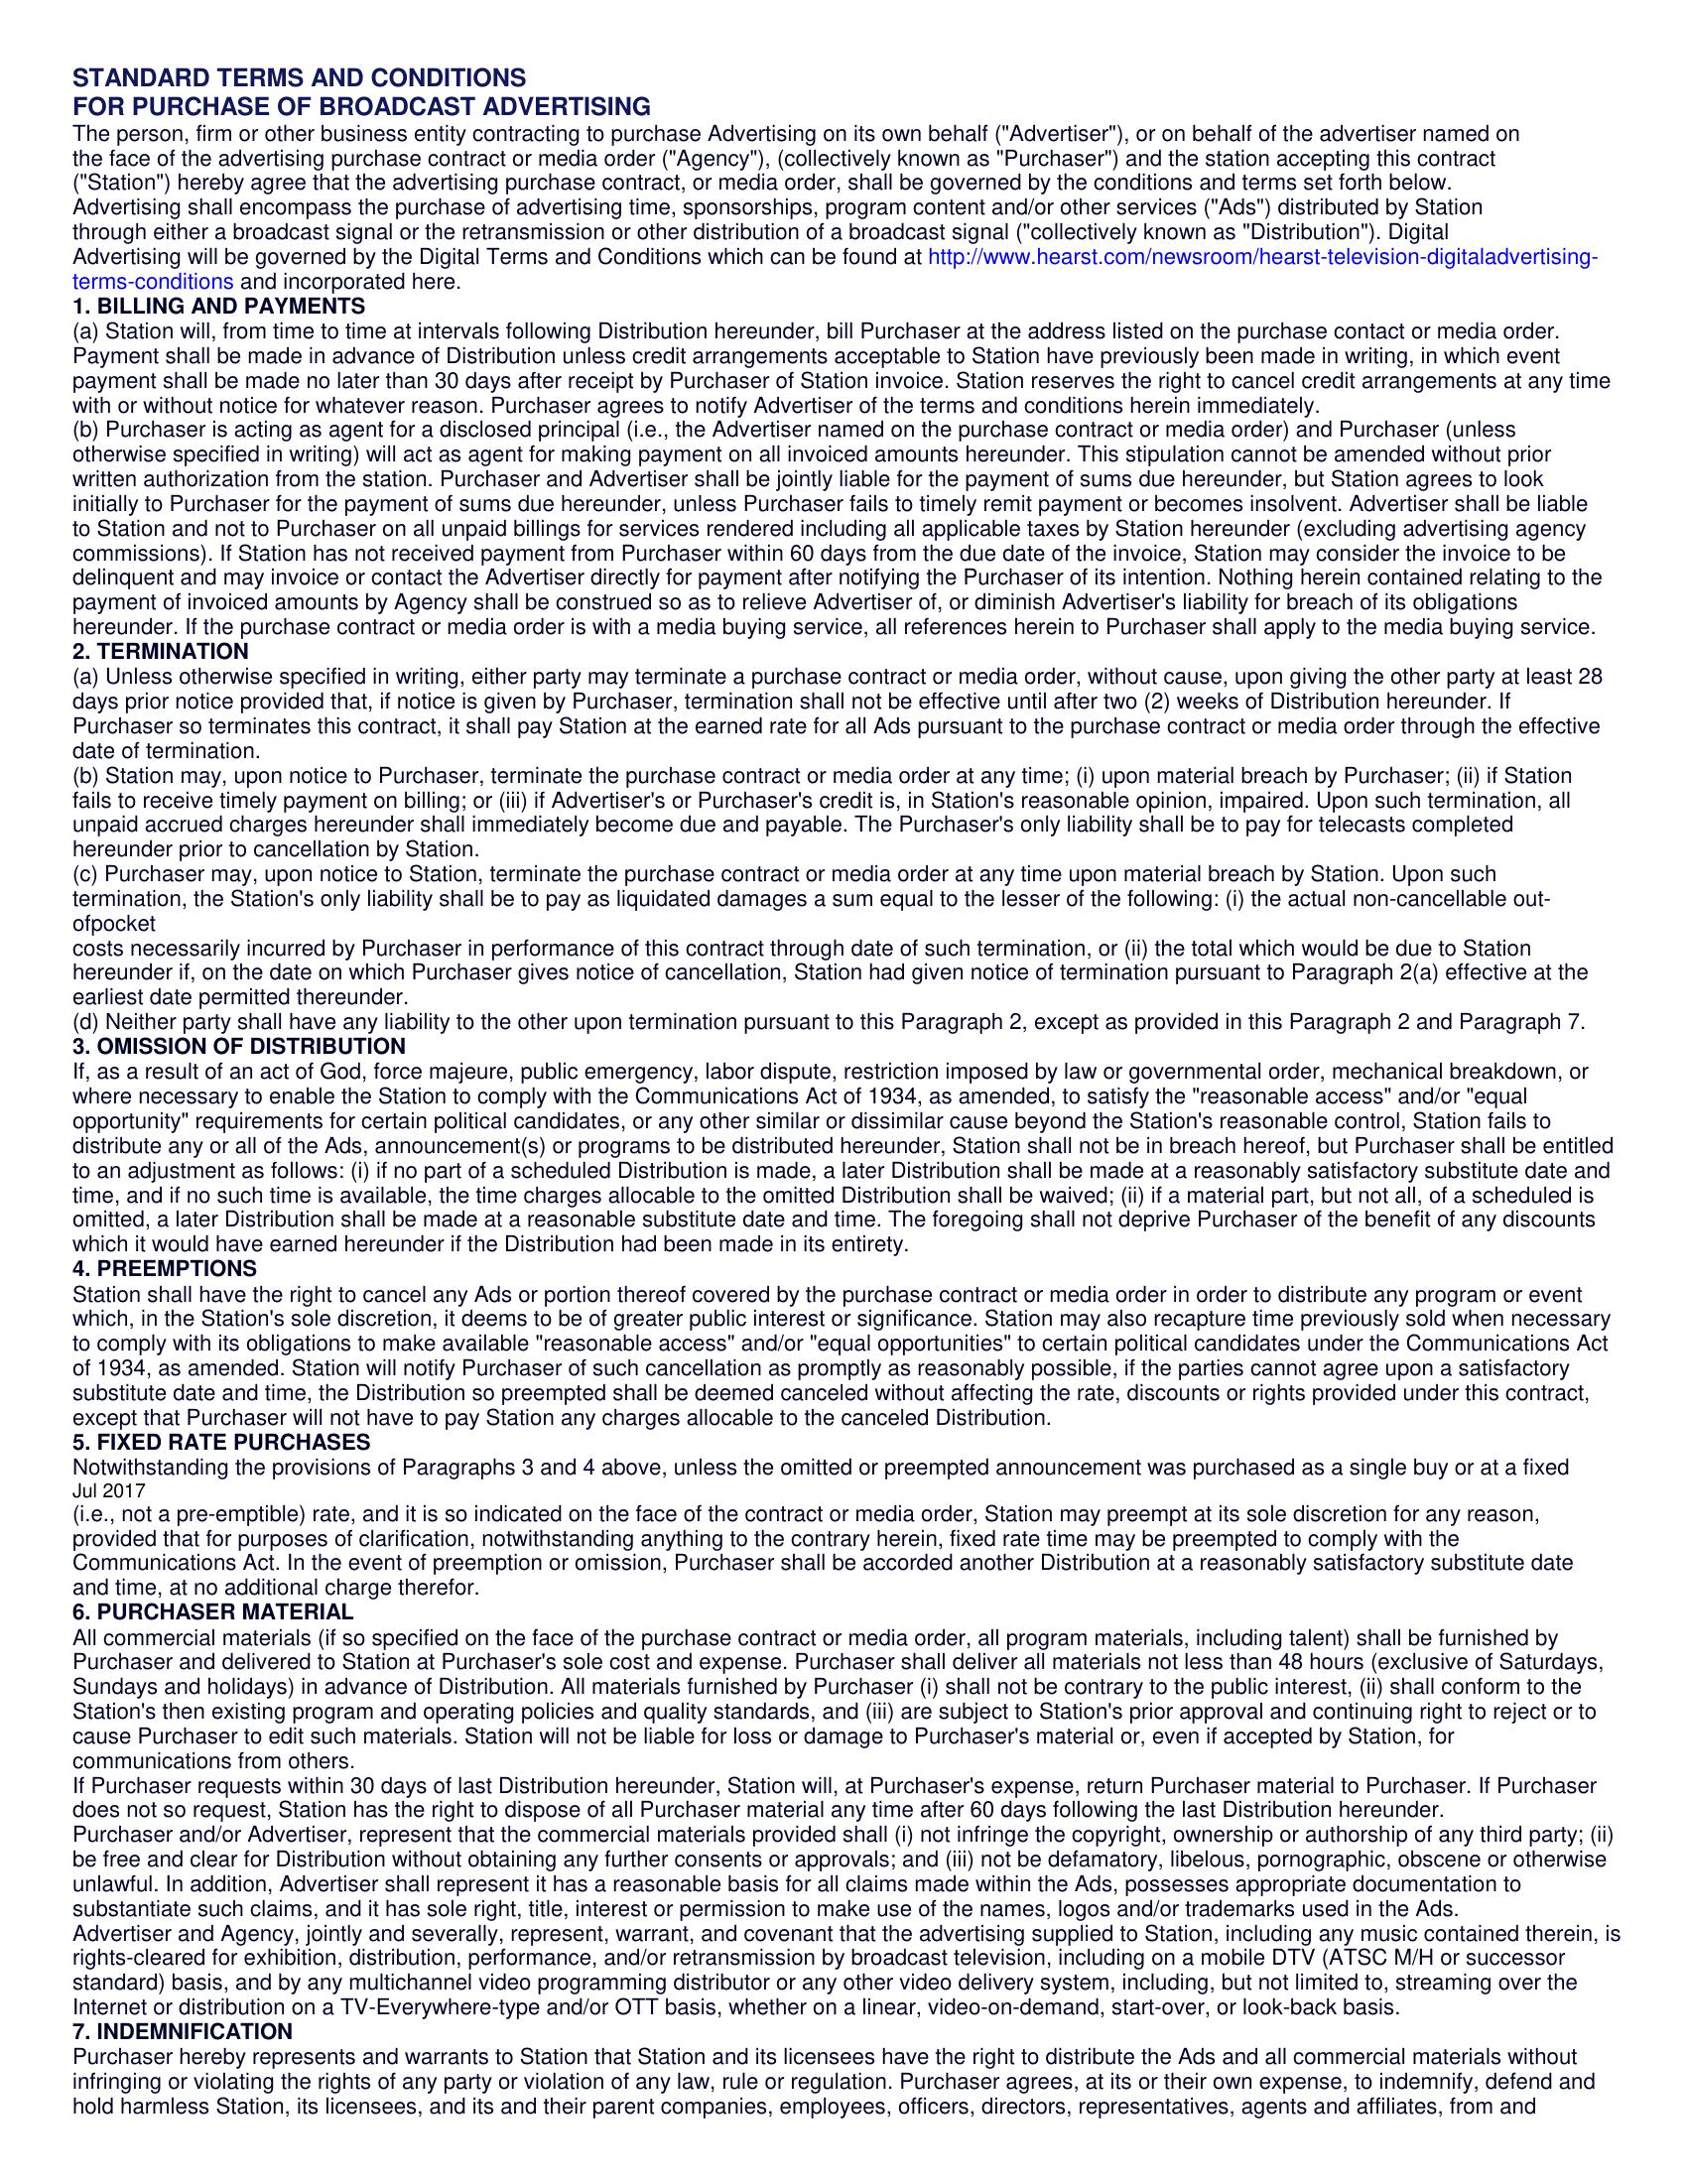 STANDARD TERMS AND CONDITIONS
FOR PURCHASE OF BROADCAST ADVERTISING
The person, firm or other business entity contracting to purchase Advertising on its own behalf ("Advertiser"), or on behalf of the advertiser named on
the face of the advertising purchase contract or media order ("Agency"), (collectively known as "Purchaser") and the station accepting this contract
("Station") hereby agree that the advertising purchase contract, or media order, shall be governed by the conditions and terms set forth below.
Advertising shall encompass the purchase of advertising time, sponsorships, program content and/or other services ("Ads") distributed by Station
through either a broadcast signal or the retransmission or other distribution of a broadcast signal ("collectively known as "Distribution"). Digital
Advertising will be governed by the Digital Terms and Conditions which can be found at http://www.hearst.com/newsroom/hearst-television-digitaladvertising-
terms-conditions and incorporated here.
1. BILLING AND PAYMENTS
(a) Station will, from time to time at intervals following Distribution hereunder, bill Purchaser at the address listed on the purchase contact or media order.
Payment shall be made in advance of Distribution unless credit arrangements acceptable to Station have previously been made in writing, in which event
payment shall be made no later than 30 days after receipt by Purchaser of Station invoice. Station reserves the right to cancel credit arrangements at any time
with or without notice for whatever reason. Purchaser agrees to notify Advertiser of the terms and conditions herein immediately.
(b) Purchaser is acting as agent for a disclosed principal (i.e., the Advertiser named on the purchase contract or media order) and Purchaser (unless
otherwise specified in writing) will act as agent for making payment on all invoiced amounts hereunder. This stipulation cannot be amended without prior
written authorization from the station. Purchaser and Advertiser shall be jointly liable for the payment of sums due hereunder, but Station agrees to look
initially to Purchaser for the payment of sums due hereunder, unless Purchaser fails to timely remit payment or becomes insolvent. Advertiser shall be liable
to Station and not to Purchaser on all unpaid billings for services rendered including all applicable taxes by Station hereunder (excluding advertising agency
commissions). If Station has not received payment from Purchaser within 60 days from the due date of the invoice, Station may consider the invoice to be
delinquent and may invoice or contact the Advertiser directly for payment after notifying the Purchaser of its intention. Nothing herein contained relating to the
payment of invoiced amounts by Agency shall be construed so as to relieve Advertiser of, or diminish Advertiser's liability for breach of its obligations
hereunder. If the purchase contract or media order is with a media buying service, all references herein to Purchaser shall apply to the media buying service.
2. TERMINATION
(a) Unless otherwise specified in writing, either party may terminate a purchase contract or media order, without cause, upon giving the other party at least 28
days prior notice provided that, if notice is given by Purchaser, termination shall not be effective until after two (2) weeks of Distribution hereunder. If
Purchaser so terminates this contract, it shall pay Station at the earned rate for all Ads pursuant to the purchase contract or media order through the effective
date of termination.
(b) Station may, upon notice to Purchaser, terminate the purchase contract or media order at any time; (i) upon material breach by Purchaser; (ii) if Station
fails to receive timely payment on billing; or (iii) if Advertiser's or Purchaser's credit is, in Station's reasonable opinion, impaired. Upon such termination, all
unpaid accrued charges hereunder shall immediately become due and payable. The Purchaser's only liability shall be to pay for telecasts completed
hereunder prior to cancellation by Station.
(c) Purchaser may, upon notice to Station, terminate the purchase contract or media order at any time upon material breach by Station. Upon such
termination, the Station's only liability shall be to pay as liquidated damages a sum equal to the lesser of the following: (i) the actual non-cancellable out-
ofpocket
costs necessarily incurred by Purchaser in performance of this contract through date of such termination, or (ii) the total which would be due to Station
hereunder if, on the date on which Purchaser gives notice of cancellation, Station had given notice of termination pursuant to Paragraph 2(a) effective at the
earliest date permitted thereunder.
(d) Neither party shall have any liability to the other upon termination pursuant to this Paragraph 2, except as provided in this Paragraph 2 and Paragraph 7.
3. OMISSION OF DISTRIBUTION
If, as a result of an act of God, force majeure, public emergency, labor dispute, restriction imposed by law or governmental order, mechanical breakdown, or
where necessary to enable the Station to comply with the Communications Act of 1934, as amended, to satisfy the "reasonable access" and/or "equal
opportunity" requirements for certain political candidates, or any other similar or dissimilar cause beyond the Station's reasonable control, Station fails to
distribute any or all of the Ads, announcement(s) or programs to be distributed hereunder, Station shall not be in breach hereof, but Purchaser shall be entitled
to an adjustment as follows: (i) if no part of a scheduled Distribution is made, a later Distribution shall be made at a reasonably satisfactory substitute date and
time, and if no such time is available, the time charges allocable to the omitted Distribution shall be waived; (ii) if a material part, but not all, of a scheduled is
omitted, a later Distribution shall be made at a reasonable substitute date and time. The foregoing shall not deprive Purchaser of the benefit of any discounts
which it would have earned hereunder if the Distribution had been made in its entirety.
4. PREEMPTIONS
Station shall have the right to cancel any Ads or portion thereof covered by the purchase contract or media order in order to distribute any program or event
which, in the Station's sole discretion, it deems to be of greater public interest or significance. Station may also recapture time previously sold when necessary
to comply with its obligations to make available "reasonable access" and/or "equal opportunities" to certain political candidates under the Communications Act
of 1934, as amended. Station will notify Purchaser of such cancellation as promptly as reasonably possible, if the parties cannot agree upon a satisfactory
substitute date and time, the Distribution so preempted shall be deemed canceled without affecting the rate, discounts or rights provided under this contract,
except that Purchaser will not have to pay Station any charges allocable to the canceled Distribution.
5. FIXED RATE PURCHASES
Notwithstanding the provisions of Paragraphs 3 and 4 above, unless the omitted or preempted announcement was purchased as a single buy or at a fixed
Jul 2017
(i.e., not a pre-emptible) rate, and it is so indicated on the face of the contract or media order, Station may preempt at its sole discretion for any reason,
provided that for purposes of clarification, notwithstanding anything to the contrary herein, fixed rate time may be preempted to comply with the
Communications Act. In the event of preemption or omission, Purchaser shall be accorded another Distribution at a reasonably satisfactory substitute date
and time, at no additional charge therefor.
6. PURCHASER MATERIAL
All commercial materials (if so specified on the face of the purchase contract or media order, all program materials, including talent) shall be furnished by
Purchaser and delivered to Station at Purchaser's sole cost and expense. Purchaser shall deliver all materials not less than 48 hours (exclusive of Saturdays,
Sundays and holidays) in advance of Distribution. All materials furnished by Purchaser (i) shall not be contrary to the public interest, (ii) shall conform to the
Station's then existing program and operating policies and quality standards, and (iii) are subject to Station's prior approval and continuing right to reject or to
cause Purchaser to edit such materials. Station will not be liable for loss or damage to Purchaser's material or, even if accepted by Station, for
communications from others.
If Purchaser requests within 30 days of last Distribution hereunder, Station will, at Purchaser's expense, return Purchaser material to Purchaser. If Purchaser
does not so request, Station has the right to dispose of all Purchaser material any time after 60 days following the last Distribution hereunder.
Purchaser and/or Advertiser, represent that the commercial materials provided shall (i) not infringe the copyright, ownership or authorship of any third party; (ii)
be free and clear for Distribution without obtaining any further consents or approvals; and (iii) not be defamatory, libelous, pornographic, obscene or otherwise
unlawful. In addition, Advertiser shall represent it has a reasonable basis for all claims made within the Ads, possesses appropriate documentation to
substantiate such claims, and it has sole right, title, interest or permission to make use of the names, logos and/or trademarks used in the Ads.
Advertiser and Agency, jointly and severally, represent, warrant, and covenant that the advertising supplied to Station, including any music contained therein, is
rights-cleared for exhibition, distribution, performance, and/or retransmission by broadcast television, including on a mobile DTV (ATSC M/H or successor
standard) basis, and by any multichannel video programming distributor or any other video delivery system, including, but not limited to, streaming over the
Internet or distribution on a TV-Everywhere-type and/or OTT basis, whether on a linear, video-on-demand, start-over, or look-back basis.
7. INDEMNIFICATION
Purchaser hereby represents and warrants to Station that Station and its licensees have the right to distribute the Ads and all commercial materials without
infringing or violating the rights of any party or violation of any law, rule or regulation. Purchaser agrees, at its or their own expense, to indemnify, defend and
hold harmless Station, its licensees, and its and their parent companies, employees, officers, directors, representatives, agents and affiliates, from and